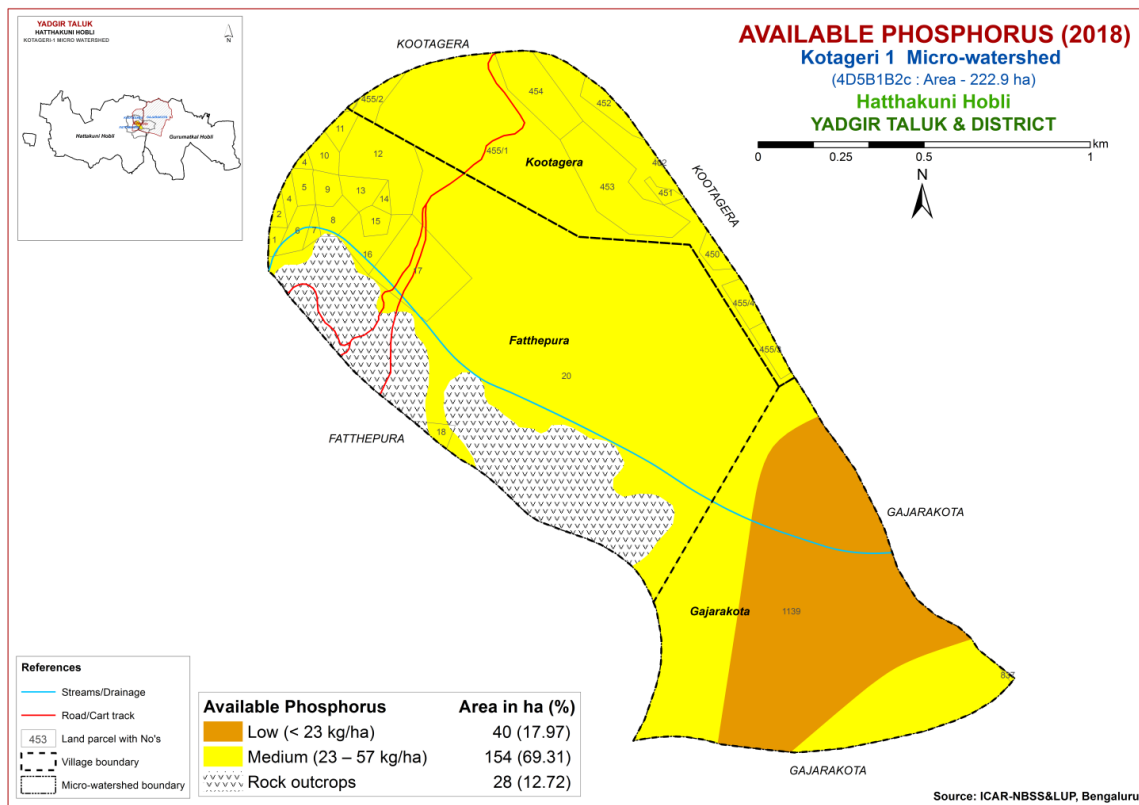 YADGIR TALUK
HATTHAKUNI HOBLI
KOTAGERI-1 MICRO WATERSHED
N
Hattakuni Hobli
Gurumatkal Hobli
AVAILABLE PHOSPHORUS (2018)
Kotageri 1 Micro-watershed
(4D5B1B2c : Area - 222.9 ha)
Hatthakuni Hobli
YADGIR TALUK & DISTRICT
km
0 0.25 0.5 1
N
KOOTAGERA
454
452
455/2
11
12
455/1
Kootagera
10
4
453
451
5
9
13
4
14
KOOTAGERA
2
8
15
6
7
1
16
17
450
455/4
Fatthepura
20
18
FATTHEPURA
GAJARAKOTA
Gajarakota
1139
837
GAJARAKOTA
References
Streams/Drainage
Road/Cart track
453 Land parcel with No's
Village boundary
Micro-watershed boundary
Available Phosphorus Area in ha (%)
Low (< 23 kg/ha) 40 (17.97)
Medium (23 – 57 kg/ha) 154 (69.31)
Rock outcrops 28 (12.72)
Source: ICAR-NBSS&LUP, Bengaluru